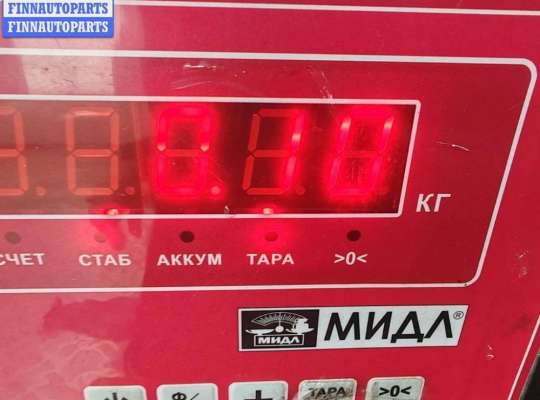 FINNAUTOPARTS
FINNAUTOPARTS
КГ
СЧЕТ СТАБ АККУМ ТАРА >0<
МИДЛ МИДЛ®
+ ТАРА >0<